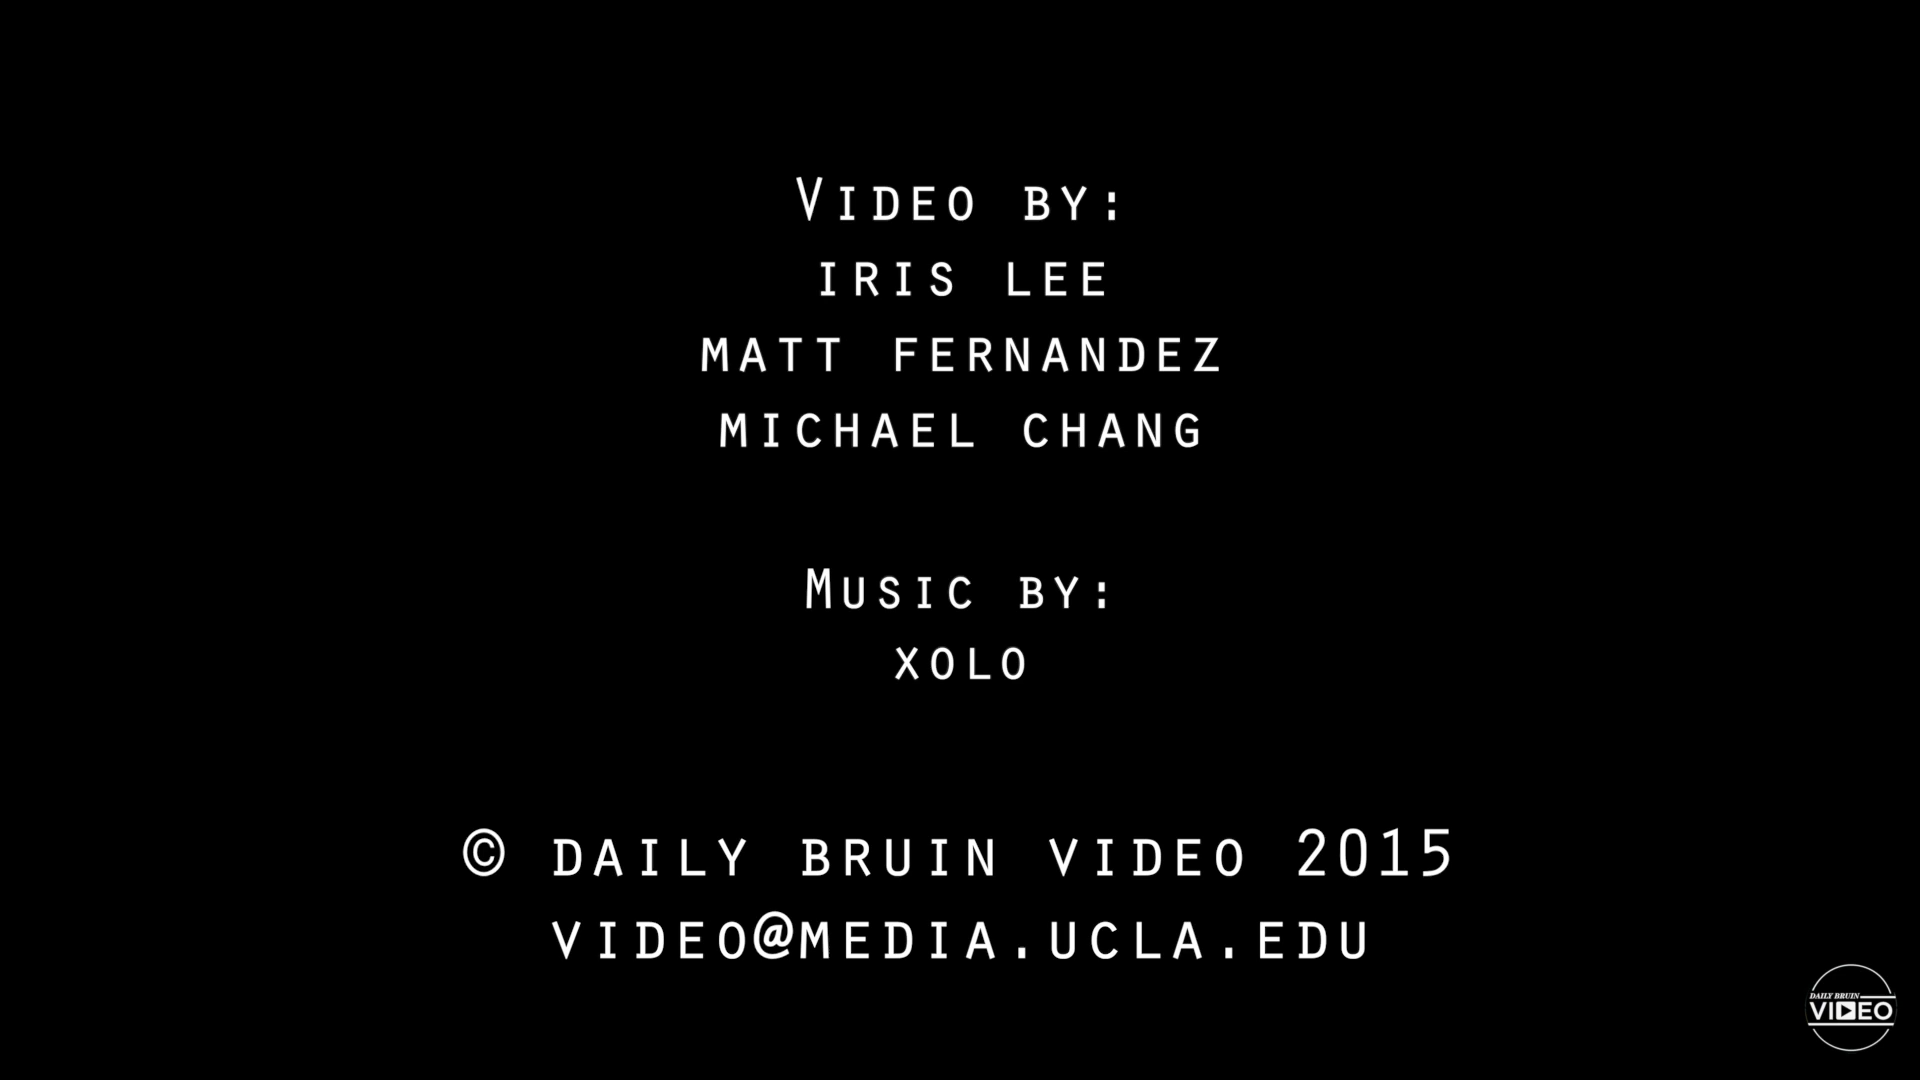 Video by:
Iris Lee
Matt Fernandez
Michael Chang
Music by:
Xolo
© Daily Bruin Video 2015
video@media.ucla.edu
DAILY BRUIN
VIDEO